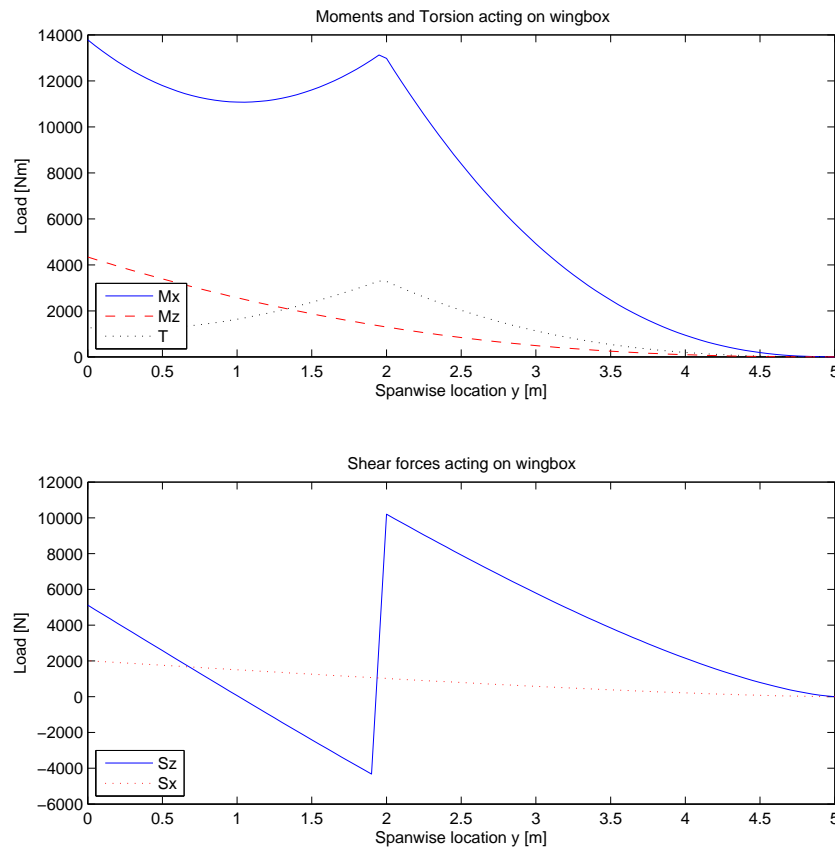 Moments and Torsion acting on wingbox
14000
12000
10000
8000
6000
4000
2000
0
Load [Nm]
Mx
Mz
T
0 0.5 1 1.5 2 2.5 3 3.5 4 4.5 5
Spanwise location y [m]
Shear forces acting on wingbox
12000
10000
8000
6000
4000
2000
0
−2000
−4000
−6000
Load [N]
Sz
Sx
0 0.5 1 1.5 2 2.5 3 3.5 4 4.5 5
Spanwise location y [m]